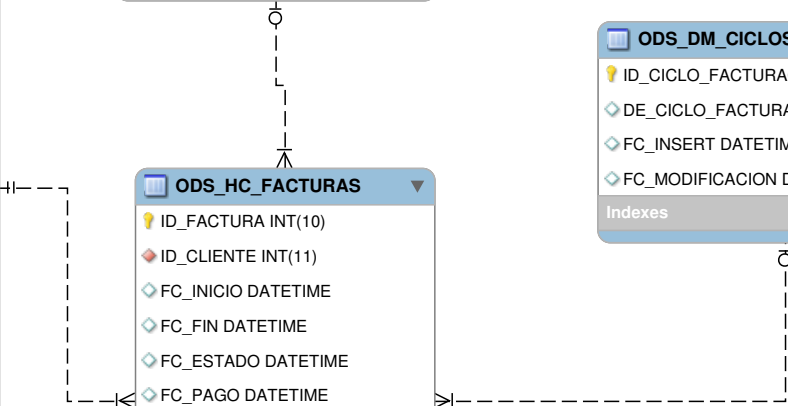 ODS_HC_FACTURAS
ID_FACTURA INT(10)
ID_CLIENTE INT(11)
FC_INICIO DATETIME
FC_FIN DATETIME
FC_ESTADO DATETIME
FC_PAGO DATETIME
ODS_DM_CICLOS
ID_CICLO_FACTURA
DE_CICLO_FACTURA
FC_INSERT DATETIM
FC_MODIFICACION D
Indexes